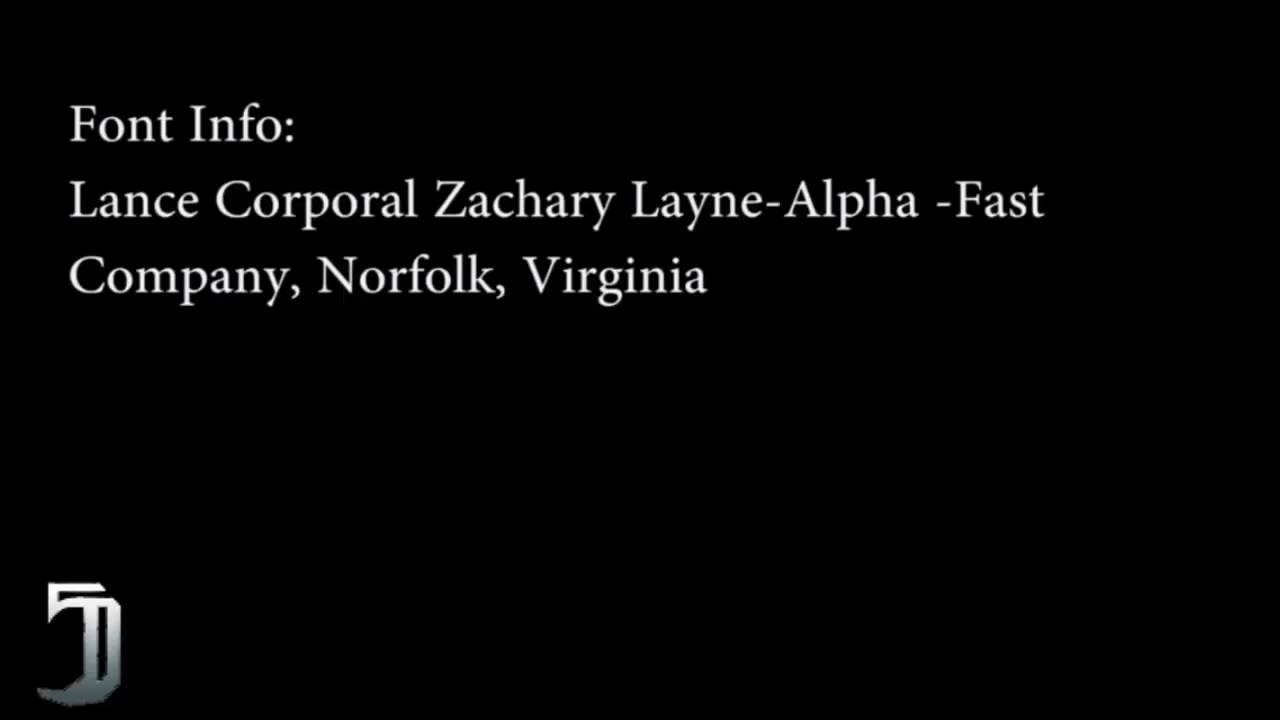 Font Info:
Lance Corporal Zachary Layne-Alpha -Fast
Company, Norfolk, Virginia